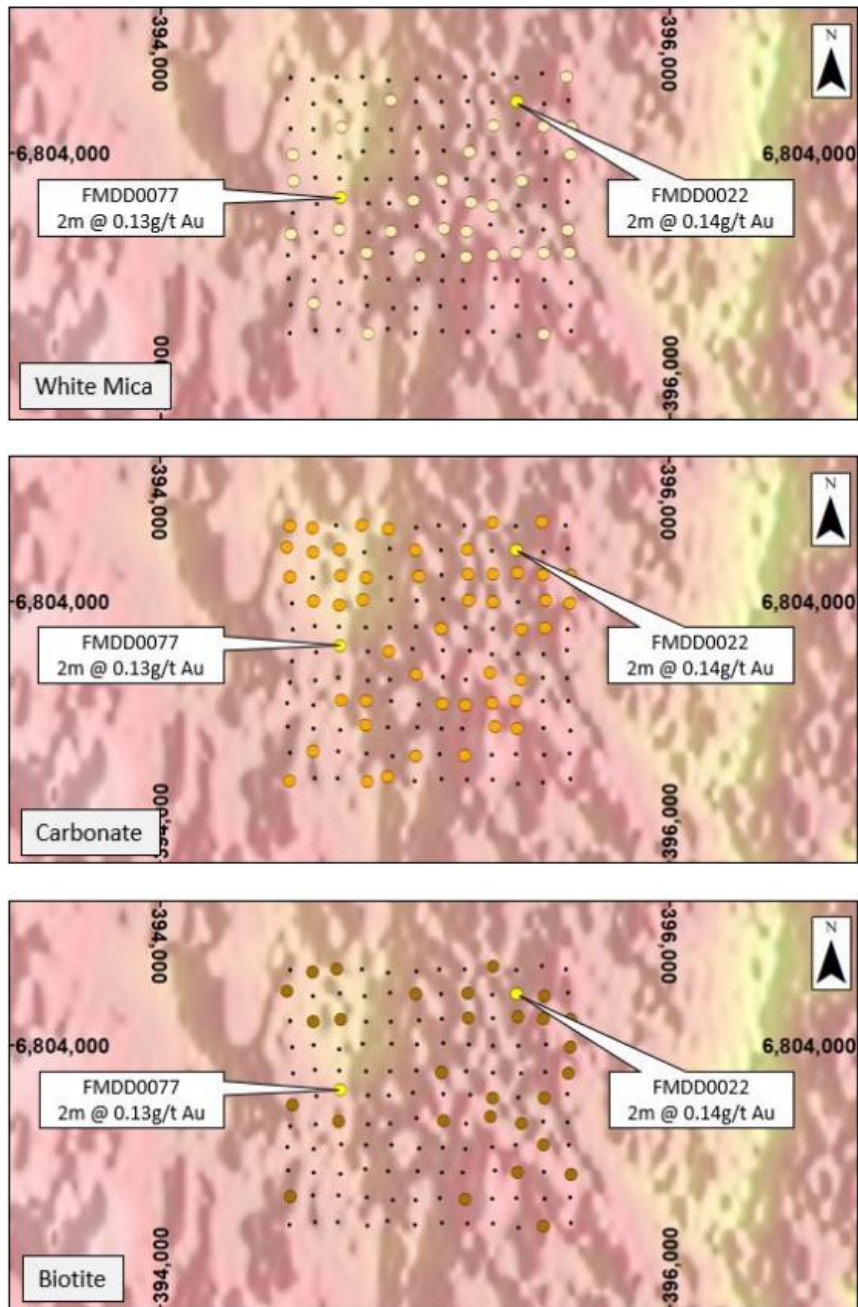 394,000
396,000
N
6,804,000
6,804,000
FMDD0077
2m @ 0.13g/t Au
FMDD0022
2m @ 0.14g/t Au
White Mica
000
396,000
394,000
396,000
N
6,804,000
6,804,000
FMDD0077
2m @ 0.13g/t Au
FMDD0022
2m @ 0.14g/t Au
Carbonate
000
396,000
394,000
396,000
N
6,804,000
6,804,000
FMDD0077
2m @ 0.13g/t Au
FMDD0022
2m @ 0.14g/t Au
Biotite
394,000
396,000